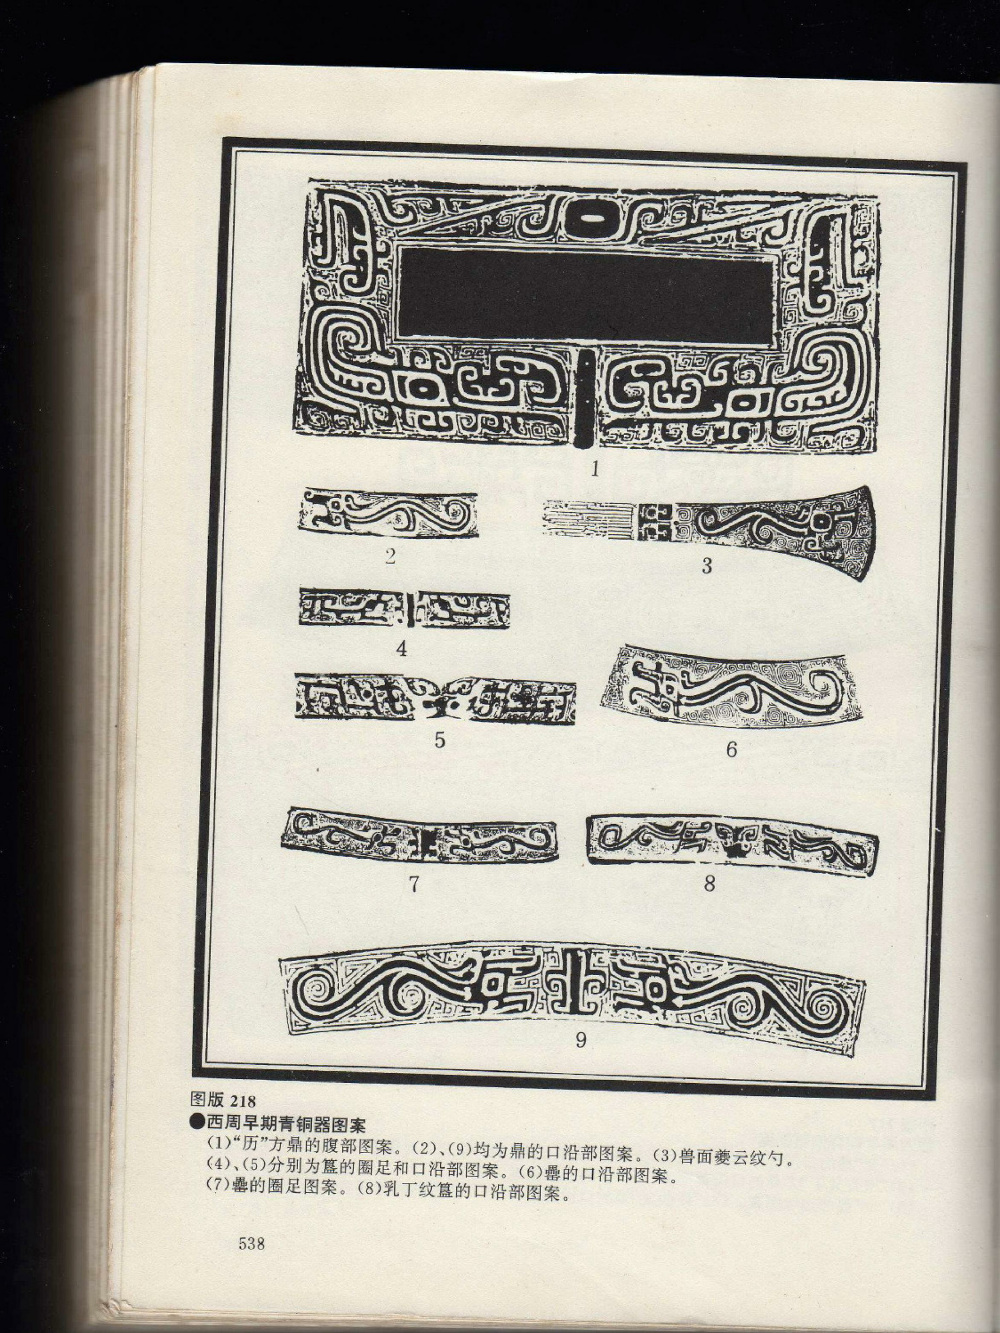 1
2
3
4
5
6
7
8
9
图版 218
●西周早期青铜器图案
(1)“历”方鼎的腹部图案。(2)、(9)均为鼎的口沿部图案。(3)兽面夔云纹勺。
(4)、(5)分别为簋的圈足和口沿部图案。(6)罍的口沿部图案。
(7)罍的圈足图案。(8)乳丁纹簋的口沿部图案。
538